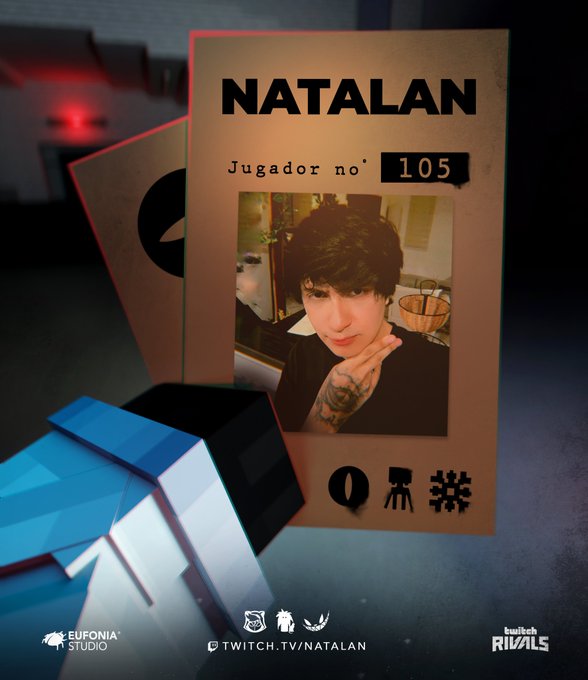 NATALAN
Jugador no° 105
EUFONIA®
STUDIO
TWITCH.TV/NATALAN
twitch
RIVALS